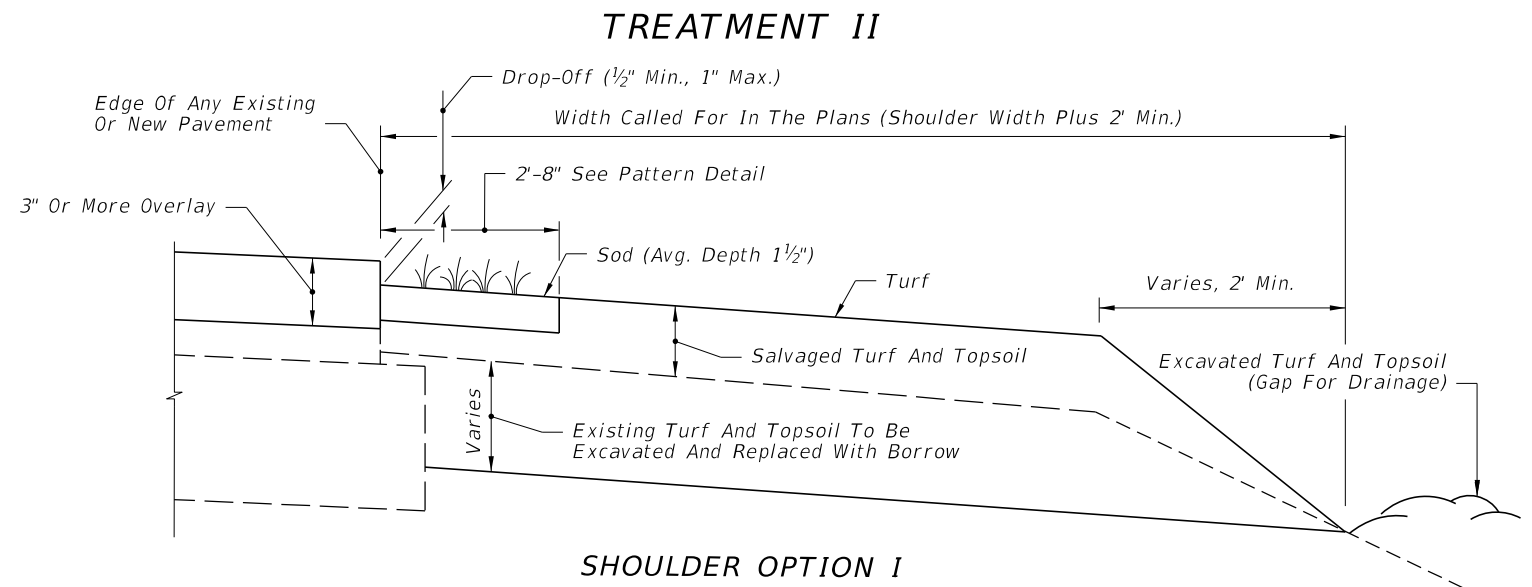 TREATMENT II
Drop-Off (½" Min., 1" Max.)
Edge Of Any Existing
Or New Pavement
Width Called For In The Plans (Shoulder Width Plus 2' Min.)
2'-8" See Pattern Detail
3" Or More Overlay
Sod (Avg. Depth 1½")
Turf
Varies, 2' Min.
Salvaged Turf And Topsoil
Excavated Turf And Topsoil
(Gap For Drainage)
Varies
Existing Turf And Topsoil To Be
Excavated And Replaced With Borrow
SHOULDER OPTION I